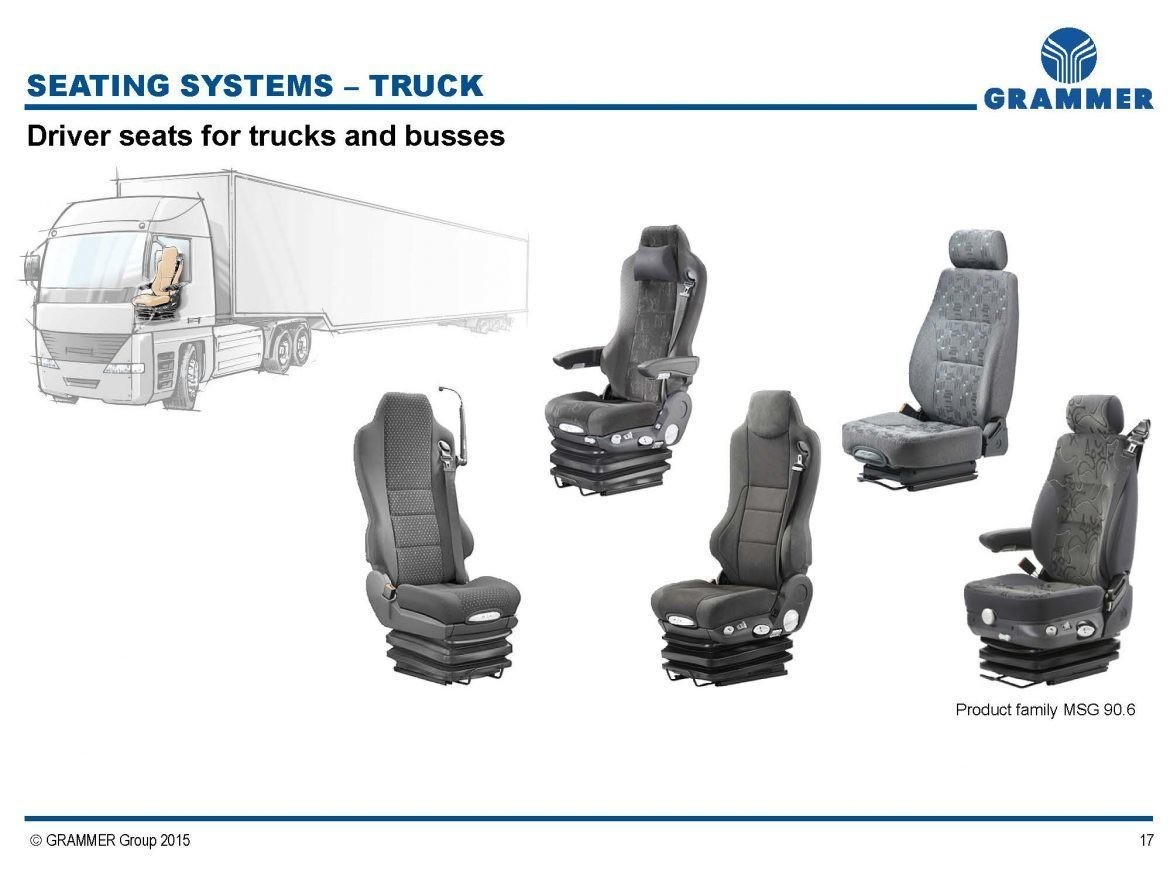 SEATING SYSTEMS – TRUCK
GRAMMER
Driver seats for trucks and busses
Product family MSG 90.6
© GRAMMER Group 2015
17